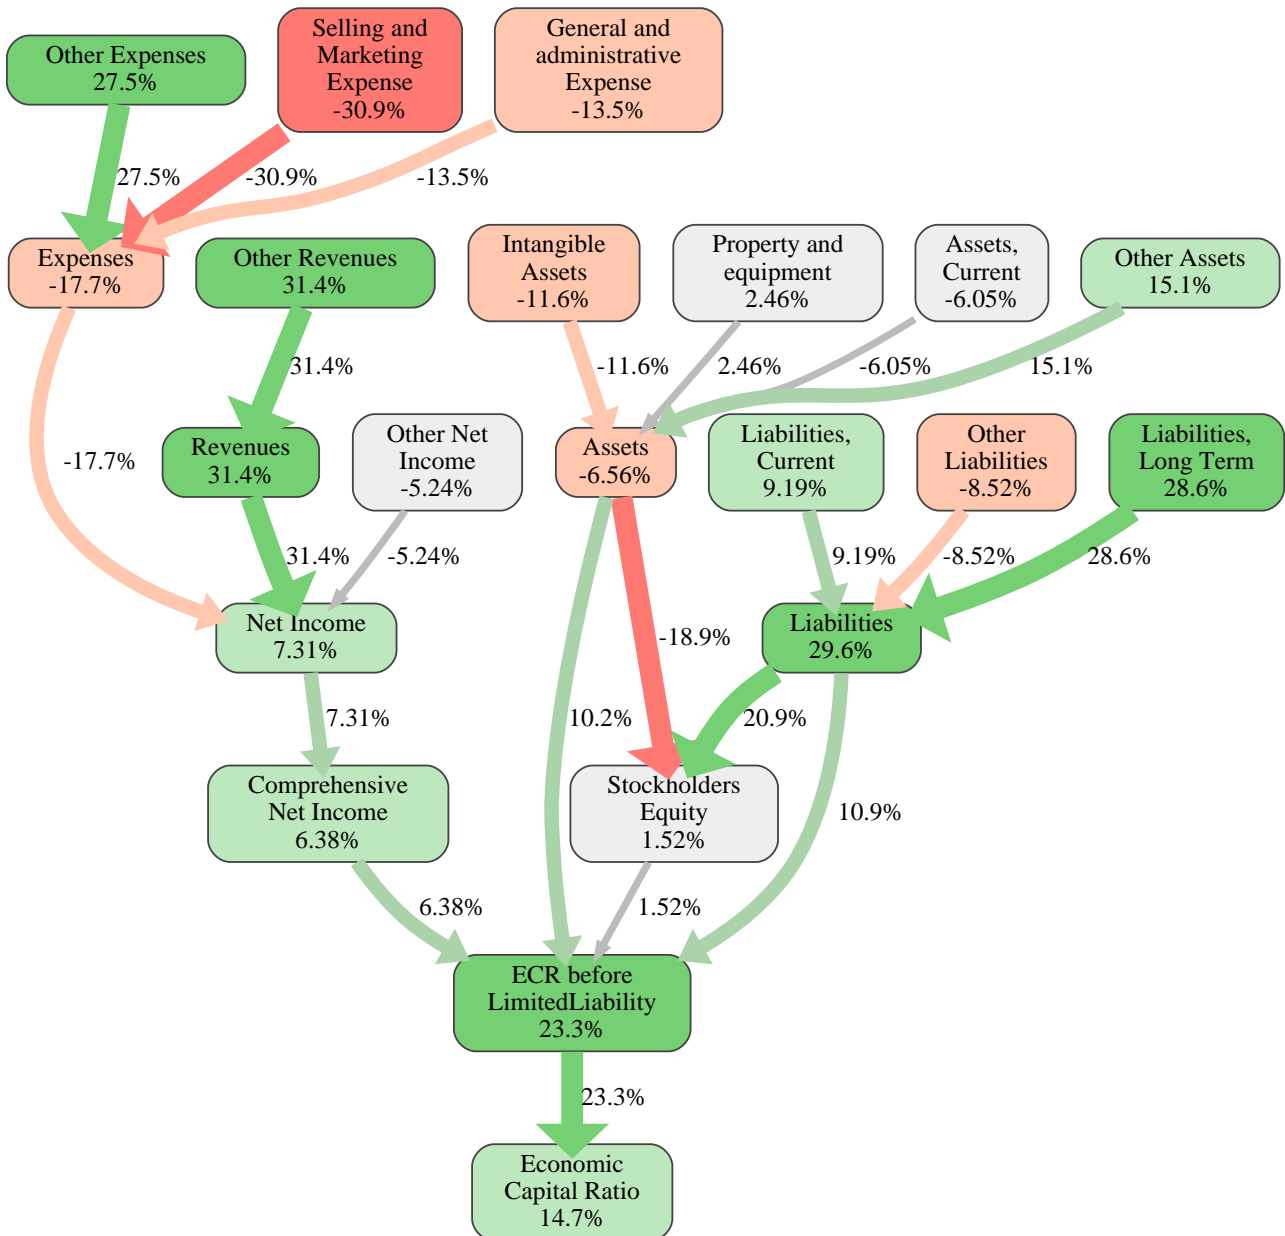 Other Expenses
27.5%
Selling and
Marketing
Expense
-30.9%
General and
administrative
Expense
-13.5%
27.5%
-30.9%
-13.5%
Expenses
-17.7%
Other Revenues
31.4%
Intangible
Assets
-11.6%
Property and
equipment
2.46%
Assets,
Current
-6.05%
Other Assets
15.1%
31.4%
-11.6%
2.46%
-6.05%
15.1%
-17.7%
Revenues
31.4%
Other Net
Income
-5.24%
Assets
-6.56%
Liabilities,
Current
9.19%
Other
Liabilities
-8.52%
Liabilities,
Long Term
28.6%
31.4%
-5.24%
9.19%
-8.52%
28.6%
Net Income
7.31%
-18.9%
Liabilities
29.6%
7.31%
10.2%
20.9%
Comprehensive
Net Income
6.38%
Stockholders
Equity
1.52%
10.9%
6.38%
1.52%
ECR before
LimitedLiability
23.3%
23.3%
Economic
Capital Ratio
14.7%